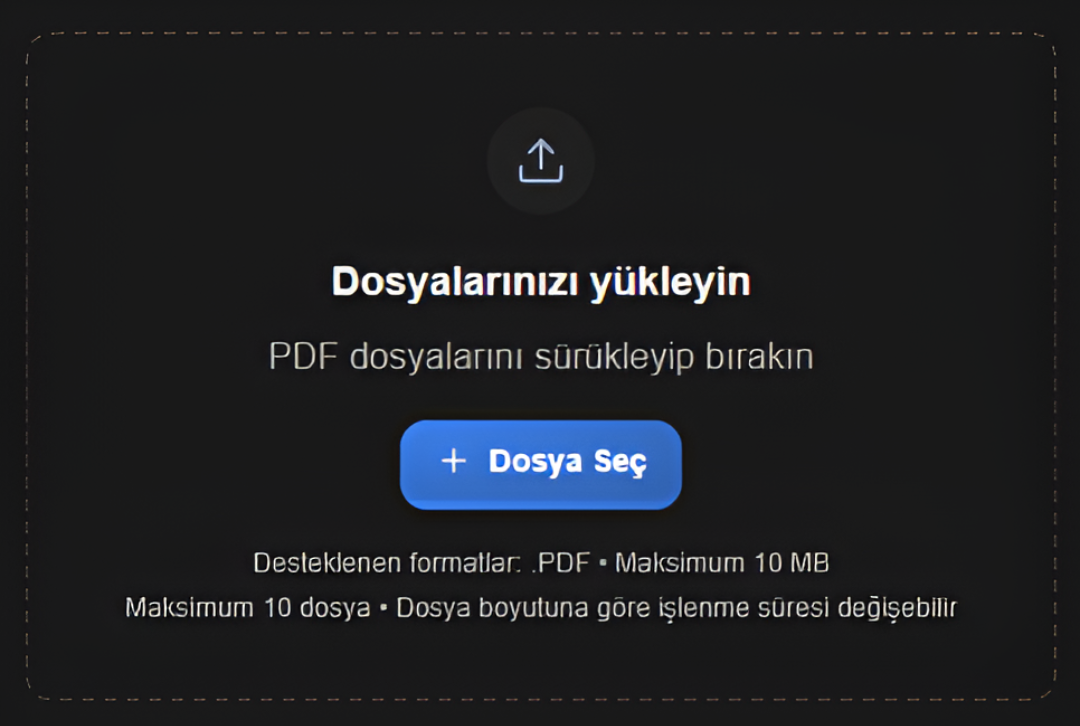 Dosyalarınızı yükleyin
PDF dosyalarını sürükleyip bırakın
+ Dosya Seç
Desteklenen formatlar: .PDF • Maksimum 10 MB
Maksimum 10 dosya • Dosya boyutuna göre işlenme süresi değişebilir